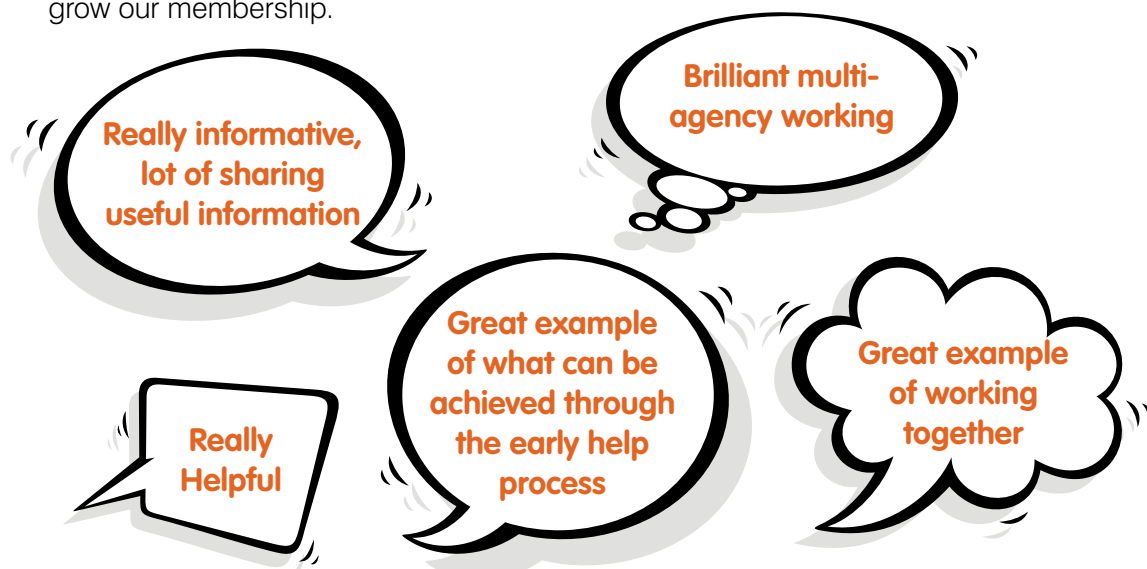 grow our membership.
Really informative,
lot of sharing
useful information
Brilliant multi-
agency working
Really
Helpful
Great example
of what can be
achieved through
the early help
process
Great example
of working
together